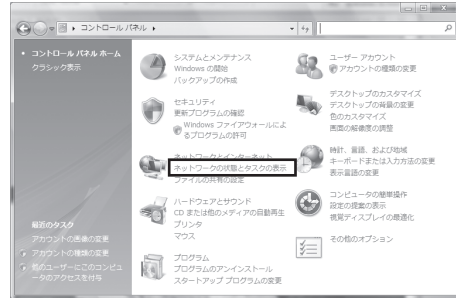 コントロール パネル
コントロール パネル ホーム
クラシック表示
システムとメンテナンス
Windows の開始
バックアップの作成
セキュリティ
更新プログラムの確認
Windows ファイアウォールによ
るプログラムの許可
ネットワークとインターネット
ネットワークの状態とタスクの表示
ファイルの共有の設定
ハードウェアとサウンド
CD または他のメディアの自動再生
プリンタ
マウス
プログラム
プログラムのアンインストール
スタートアップ プログラムの変更
ユーザー アカウント
アカウントの種類の変更
デスクトップのカスタマイズ
デスクトップの背景の変更
色のカスタマイズ
画面の解像度の調整
時計、言語、および地域
キーボードまたは入力方法の変更
表示言語の変更
コンピュータの簡単操作
設定の提案の表示
視覚ディスプレイの最適化
その他のオプション
最近のタスク
アカウントの画像の変更
アカウントの種類の変更
他のユーザーにこのコンピュ
ータのアクセスを付与